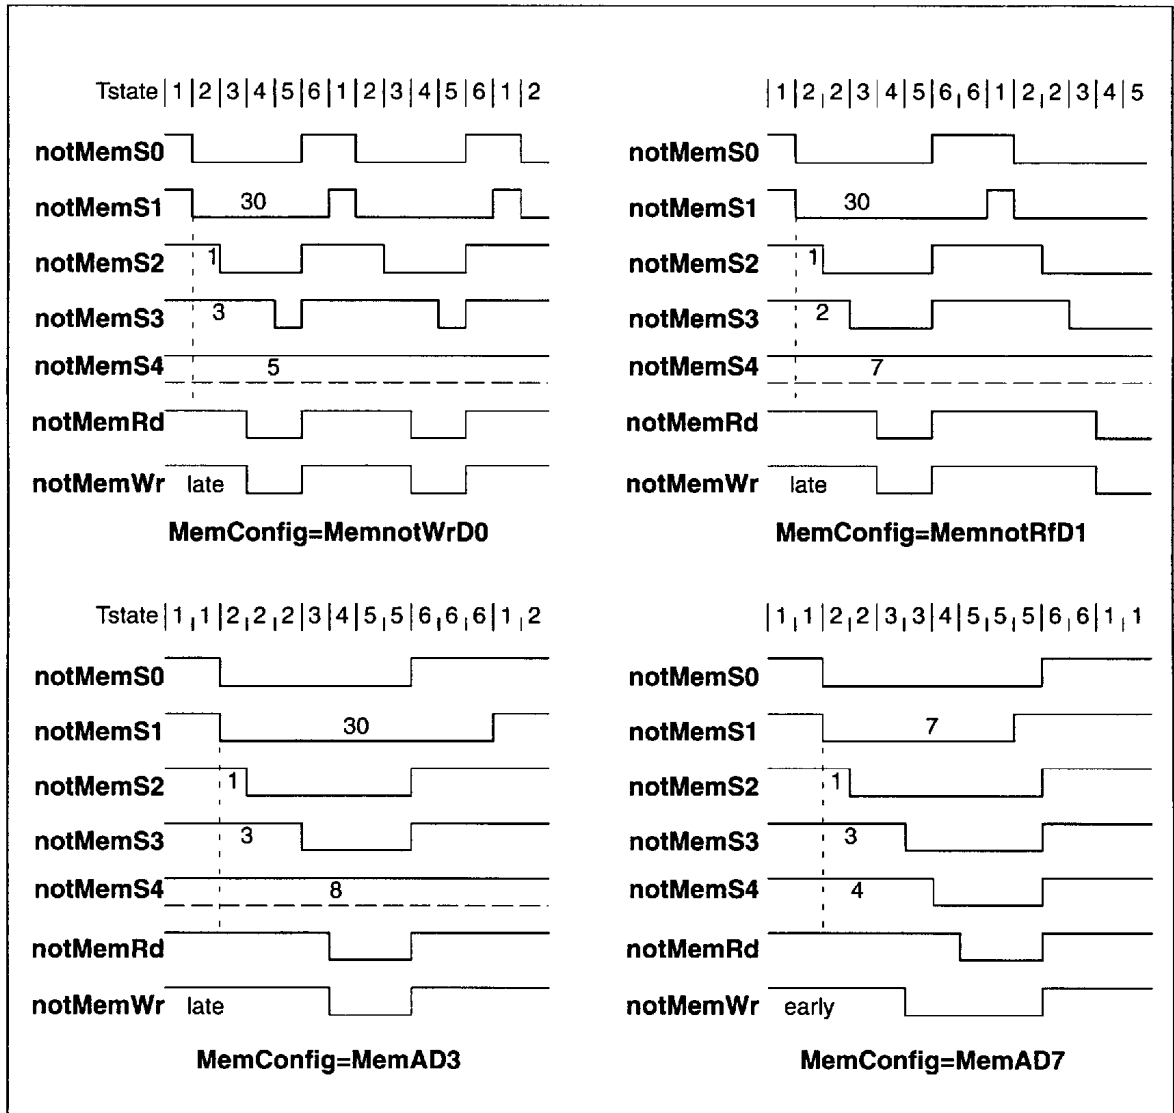 Tstate |1|2|3|4|5|6|1|2|3|4|5|6|1|2
notMemS0
notMemS1 30
notMemS2 1
notMemS3 3
notMemS4 5
notMemRd
notMemWr late
MemConfig=MemnotWrD0
|1|2|2|3|4|5|6|6|1|2|2|3|4|5
notMemS0
notMemS1 30
notMemS2 1
notMemS3 2
notMemS4 7
notMemRd
notMemWr late
MemConfig=MemnotRfD1
Tstate |1|1|2|2|2|3|4|5|5|6|6|6|1|2
notMemS0
notMemS1 30
notMemS2 1
notMemS3 3
notMemS4 8
notMemRd
notMemWr late
MemConfig=MemAD3
|1|1|2|2|3|3|4|5|5|5|6|6|1|1
notMemS0
notMemS1 7
notMemS2 1
notMemS3 3
notMemS4 4
notMemRd
notMemWr early
MemConfig=MemAD7